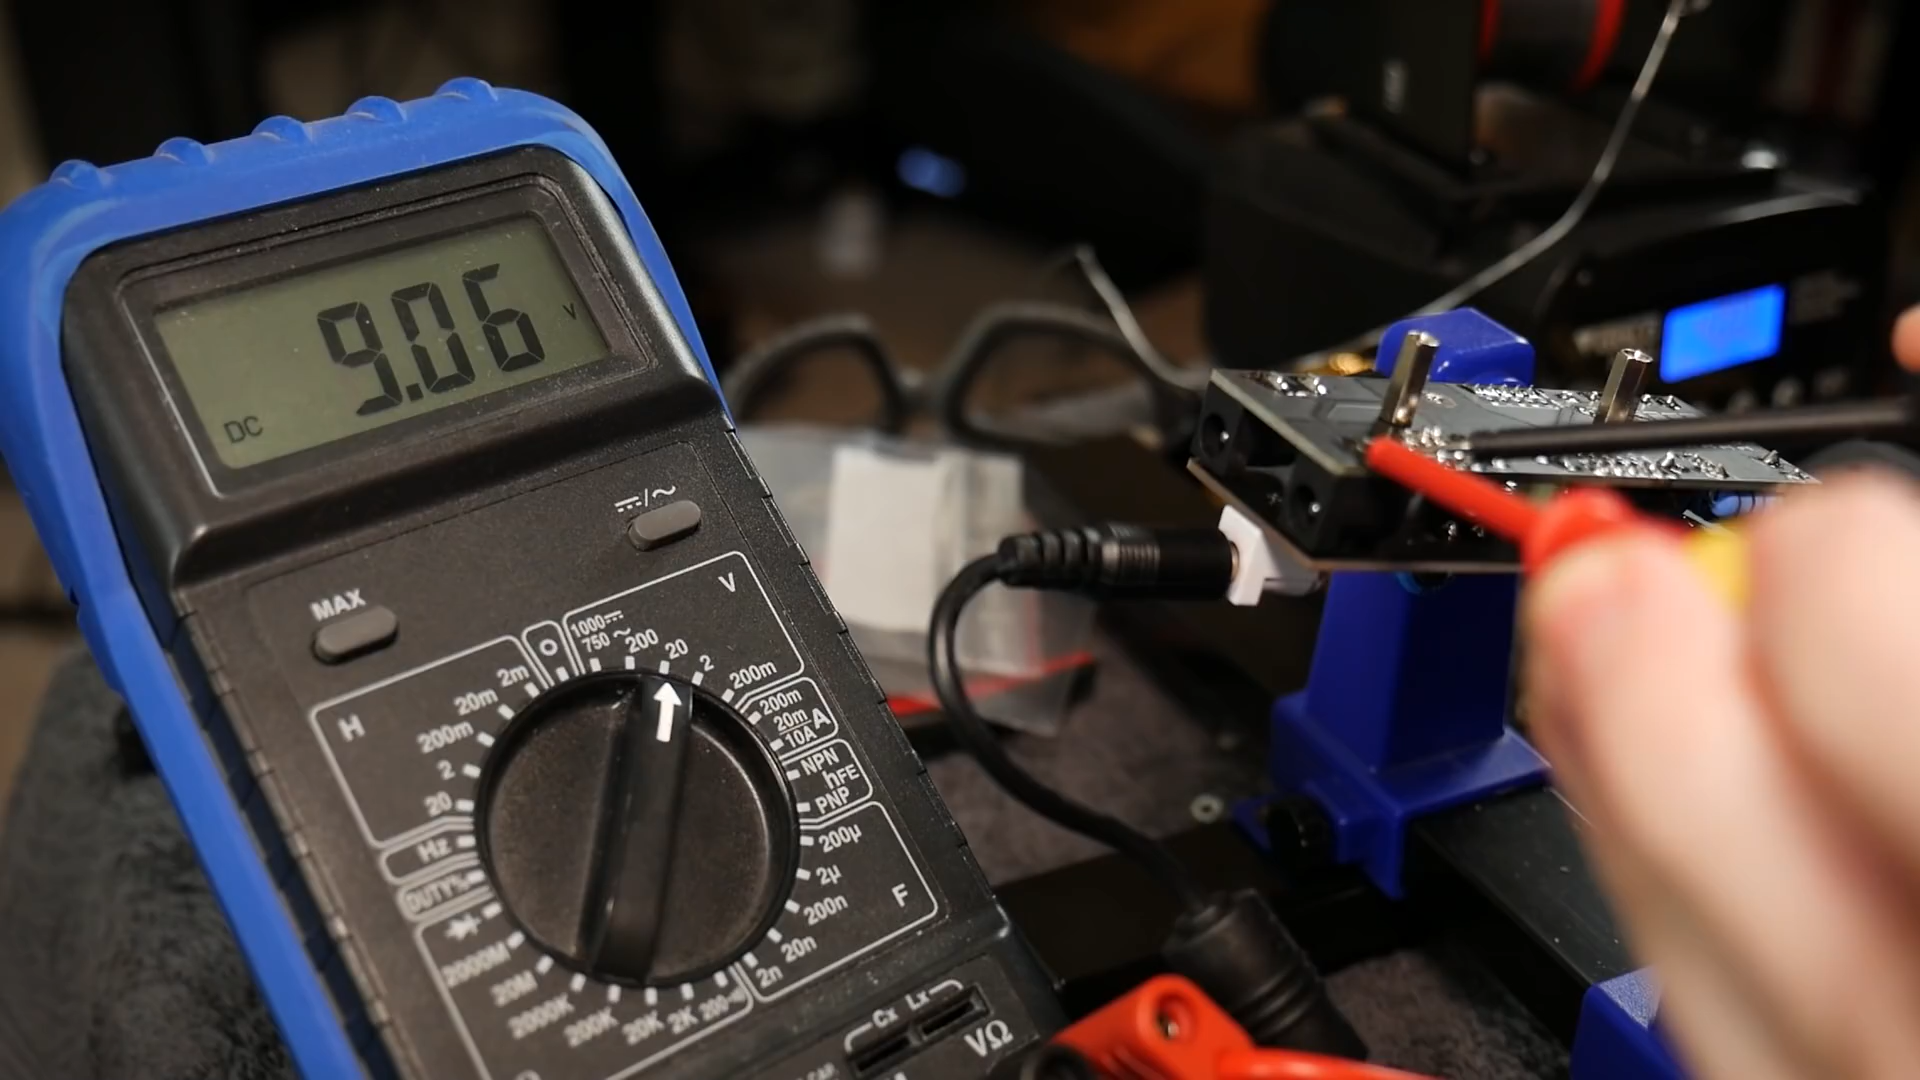 9.06
V
DC
⎓/~
MAX
V
1000⎓
750 ~
200
20
2
200m
200m
20m
10A
A
NPN
hFE
PNP
200µ
2µ
200n
20n
2n
F
H
2m
20m
200m
2
20
Hz
DUTY%
2000M
20M
2000K
200K
20K
2K
200
Cx
Lx
VΩ